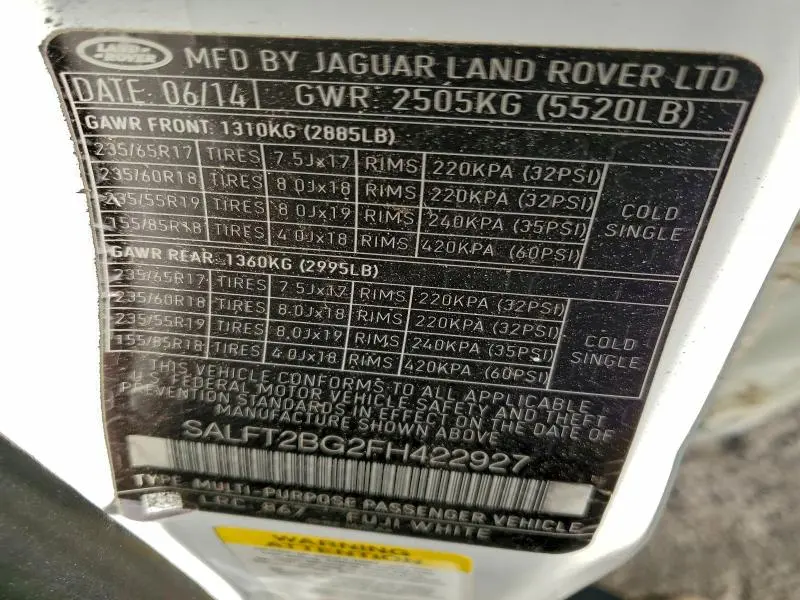 LAND ROVER
MFD BY JAGUAR LAND ROVER LTD
DATE: 06/14 GWR: 2505KG (5520LB)
GAWR FRONT: 1310KG (2885LB)
235/65R17 TIRES 7.5Jx17 RIMS 220KPA (32PSI)
235/60R18 TIRES 8.0Jx18 RIMS 220KPA (32PSI)
235/55R19 TIRES 8.0Jx19 RIMS 240KPA (35PSI)
155/85R18 TIRES 4.0Jx18 RIMS 420KPA (60PSI)
COLD
SINGLE
GAWR REAR: 1360KG (2995LB)
235/65R17 TIRES 7.5Jx17 RIMS 220KPA (32PSI)
235/60R18 TIRES 8.0Jx18 RIMS 220KPA (32PSI)
235/55R19 TIRES 8.0Jx19 RIMS 240KPA (35PSI)
155/85R18 TIRES 4.0Jx18 RIMS 420KPA (60PSI)
COLD
SINGLE
THIS VEHICLE CONFORMS TO ALL APPLICABLE
U.S. FEDERAL MOTOR VEHICLE SAFETY AND THEFT
PREVENTION STANDARDS IN EFFECT ON THE DATE OF
MANUFACTURE SHOWN ABOVE
SALFT2BG2FH422927
TYPE: MULTI-PURPOSE PASSENGER VEHICLE
LRC 867 FUJI WHITE
WARNING
ATTENTION